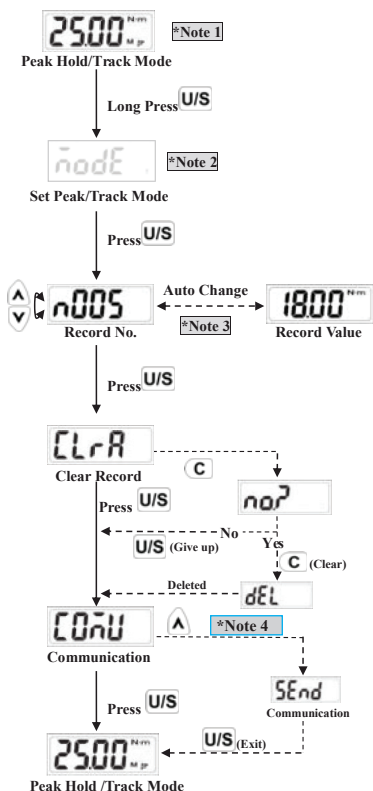 25.00 N·m *Note 1
Peak Hold/Track Mode
Long Press U/S
modE *Note 2
Set Peak/Track Mode
Press U/S
n005 Auto Change 18.00 N·m
*Note 3
Record No. Record Value
Press U/S
CLrA
Clear Record C
Press U/S no?
No Yes
U/S (Give up) C (Clear)
Deleted dEL
COmU *Note 4
Communication SEnd
Communication
Press U/S U/S (Exit)
25.00 N·m
Peak Hold /Track Mode